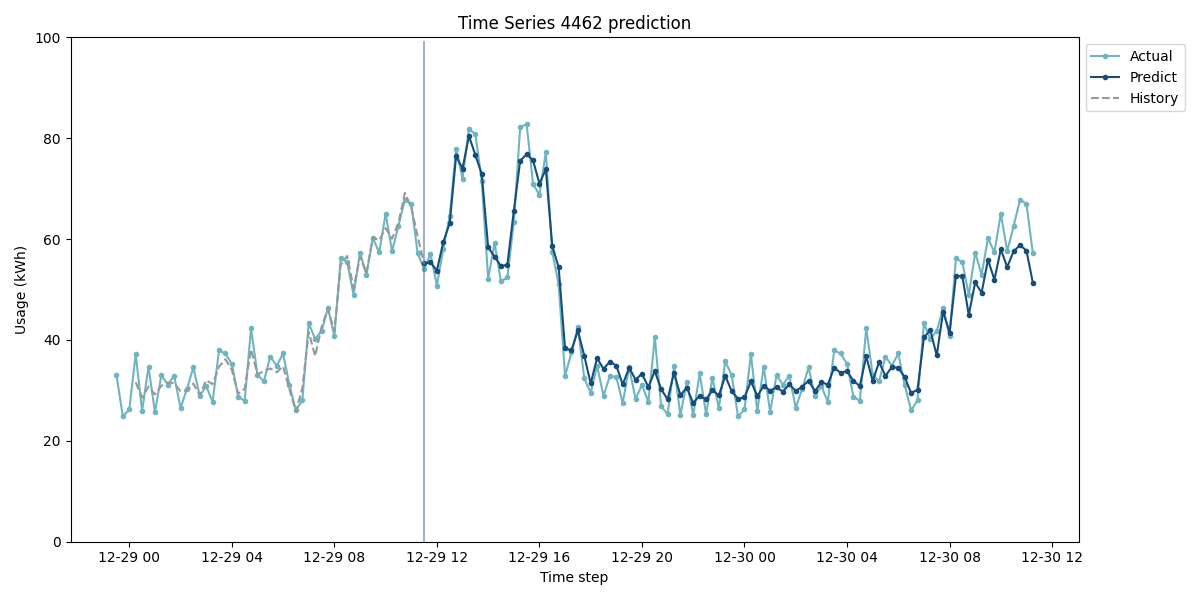 Time Series 4462 prediction
Usage (kWh)
100
80
60
40
20
0
12-29 00
12-29 04
12-29 08
12-29 12
12-29 16
12-29 20
12-30 00
12-30 04
12-30 08
12-30 12
Time step
Actual
Predict
History